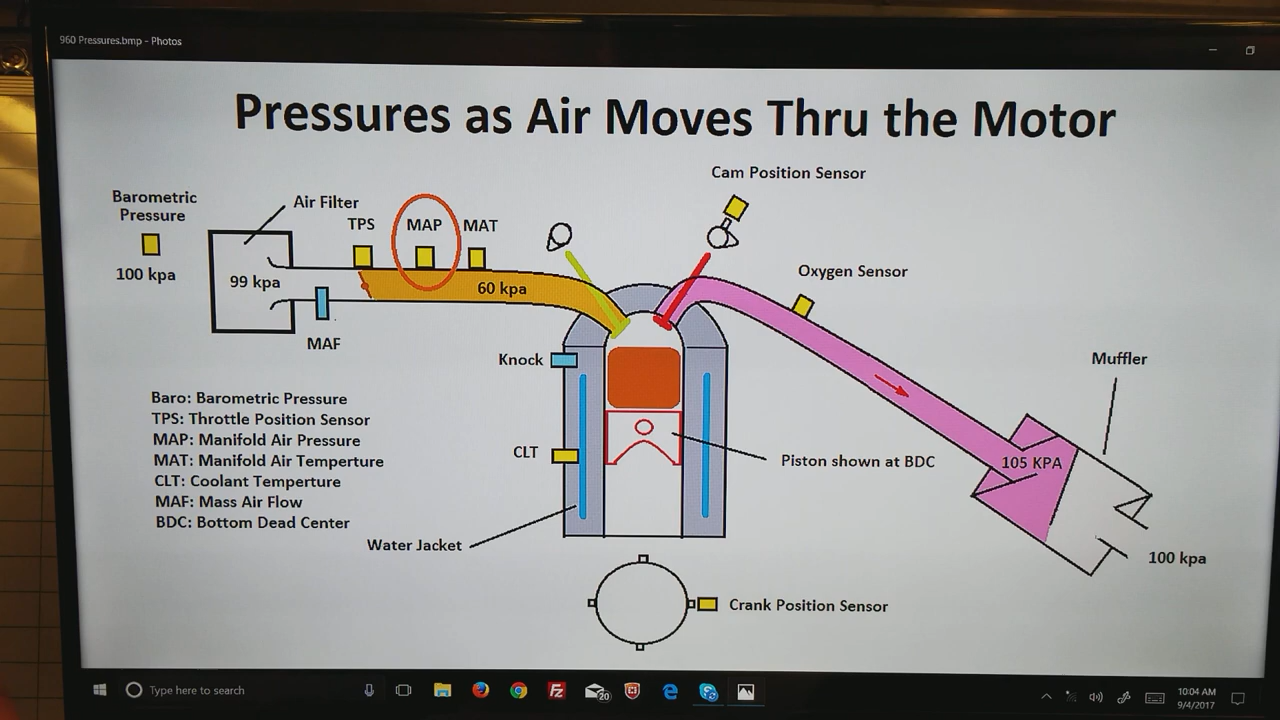 960 Pressures.bmp - Photos
Pressures as Air Moves Thru the Motor
Cam Position Sensor
Barometric
Pressure
100 kpa
Air Filter
TPS
MAP
MAT
99 kpa
60 kpa
Oxygen Sensor
MAF
Knock
Muffler
Baro: Barometric Pressure
TPS: Throttle Position Sensor
MAP: Manifold Air Pressure
MAT: Manifold Air Temperture
CLT: Coolant Temperture
MAF: Mass Air Flow
BDC: Bottom Dead Center
CLT
Piston shown at BDC
105 KPA
Water Jacket
100 kpa
Crank Position Sensor
Type here to search
20
10:04 AM
9/4/2017